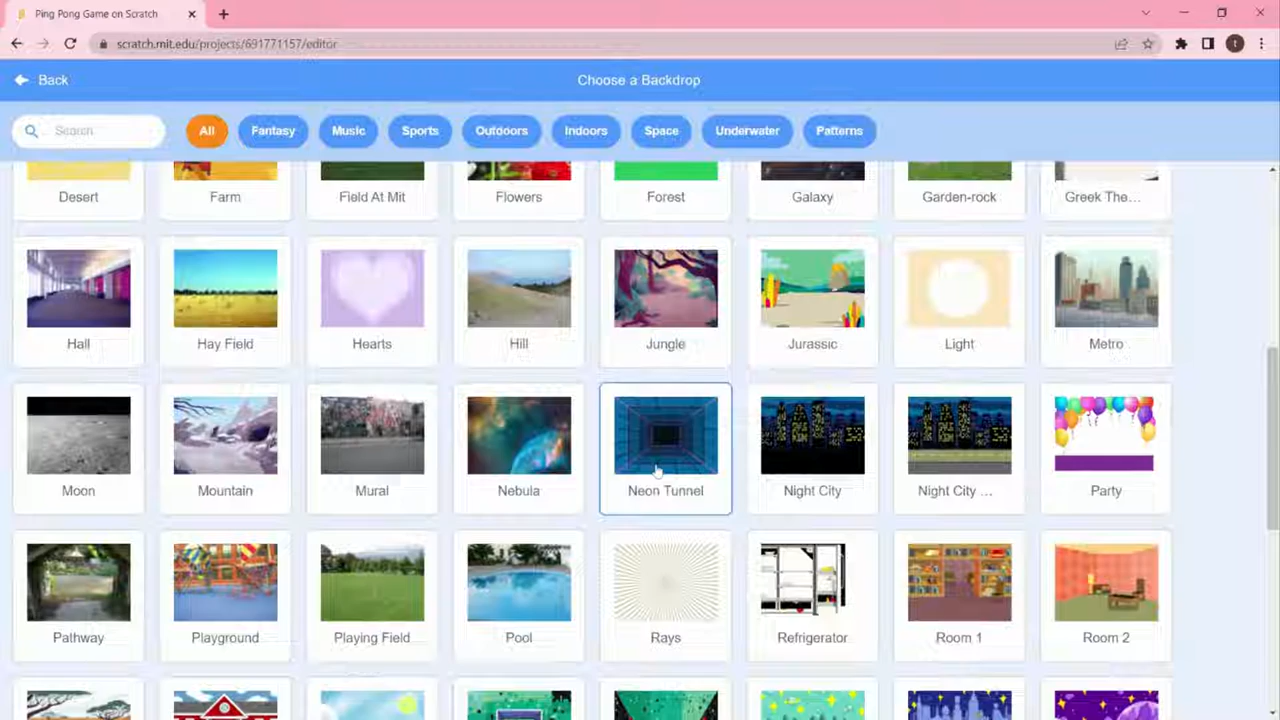 Ping Pong Game on Scratch
scratch.mit.edu/projects/691771157/editor
t
Back
Choose a Backdrop
Search
All
Fantasy
Music
Sports
Outdoors
Indoors
Space
Underwater
Patterns
Desert
Farm
Field At Mit
Flowers
Forest
Galaxy
Garden-rock
Greek The...
Hall
Hay Field
Hearts
Hill
Jungle
Jurassic
Light
Metro
Moon
Mountain
Mural
Nebula
Neon Tunnel
Night City
Night City ...
Party
Pathway
Playground
Playing Field
Pool
Rays
Refrigerator
Room 1
Room 2